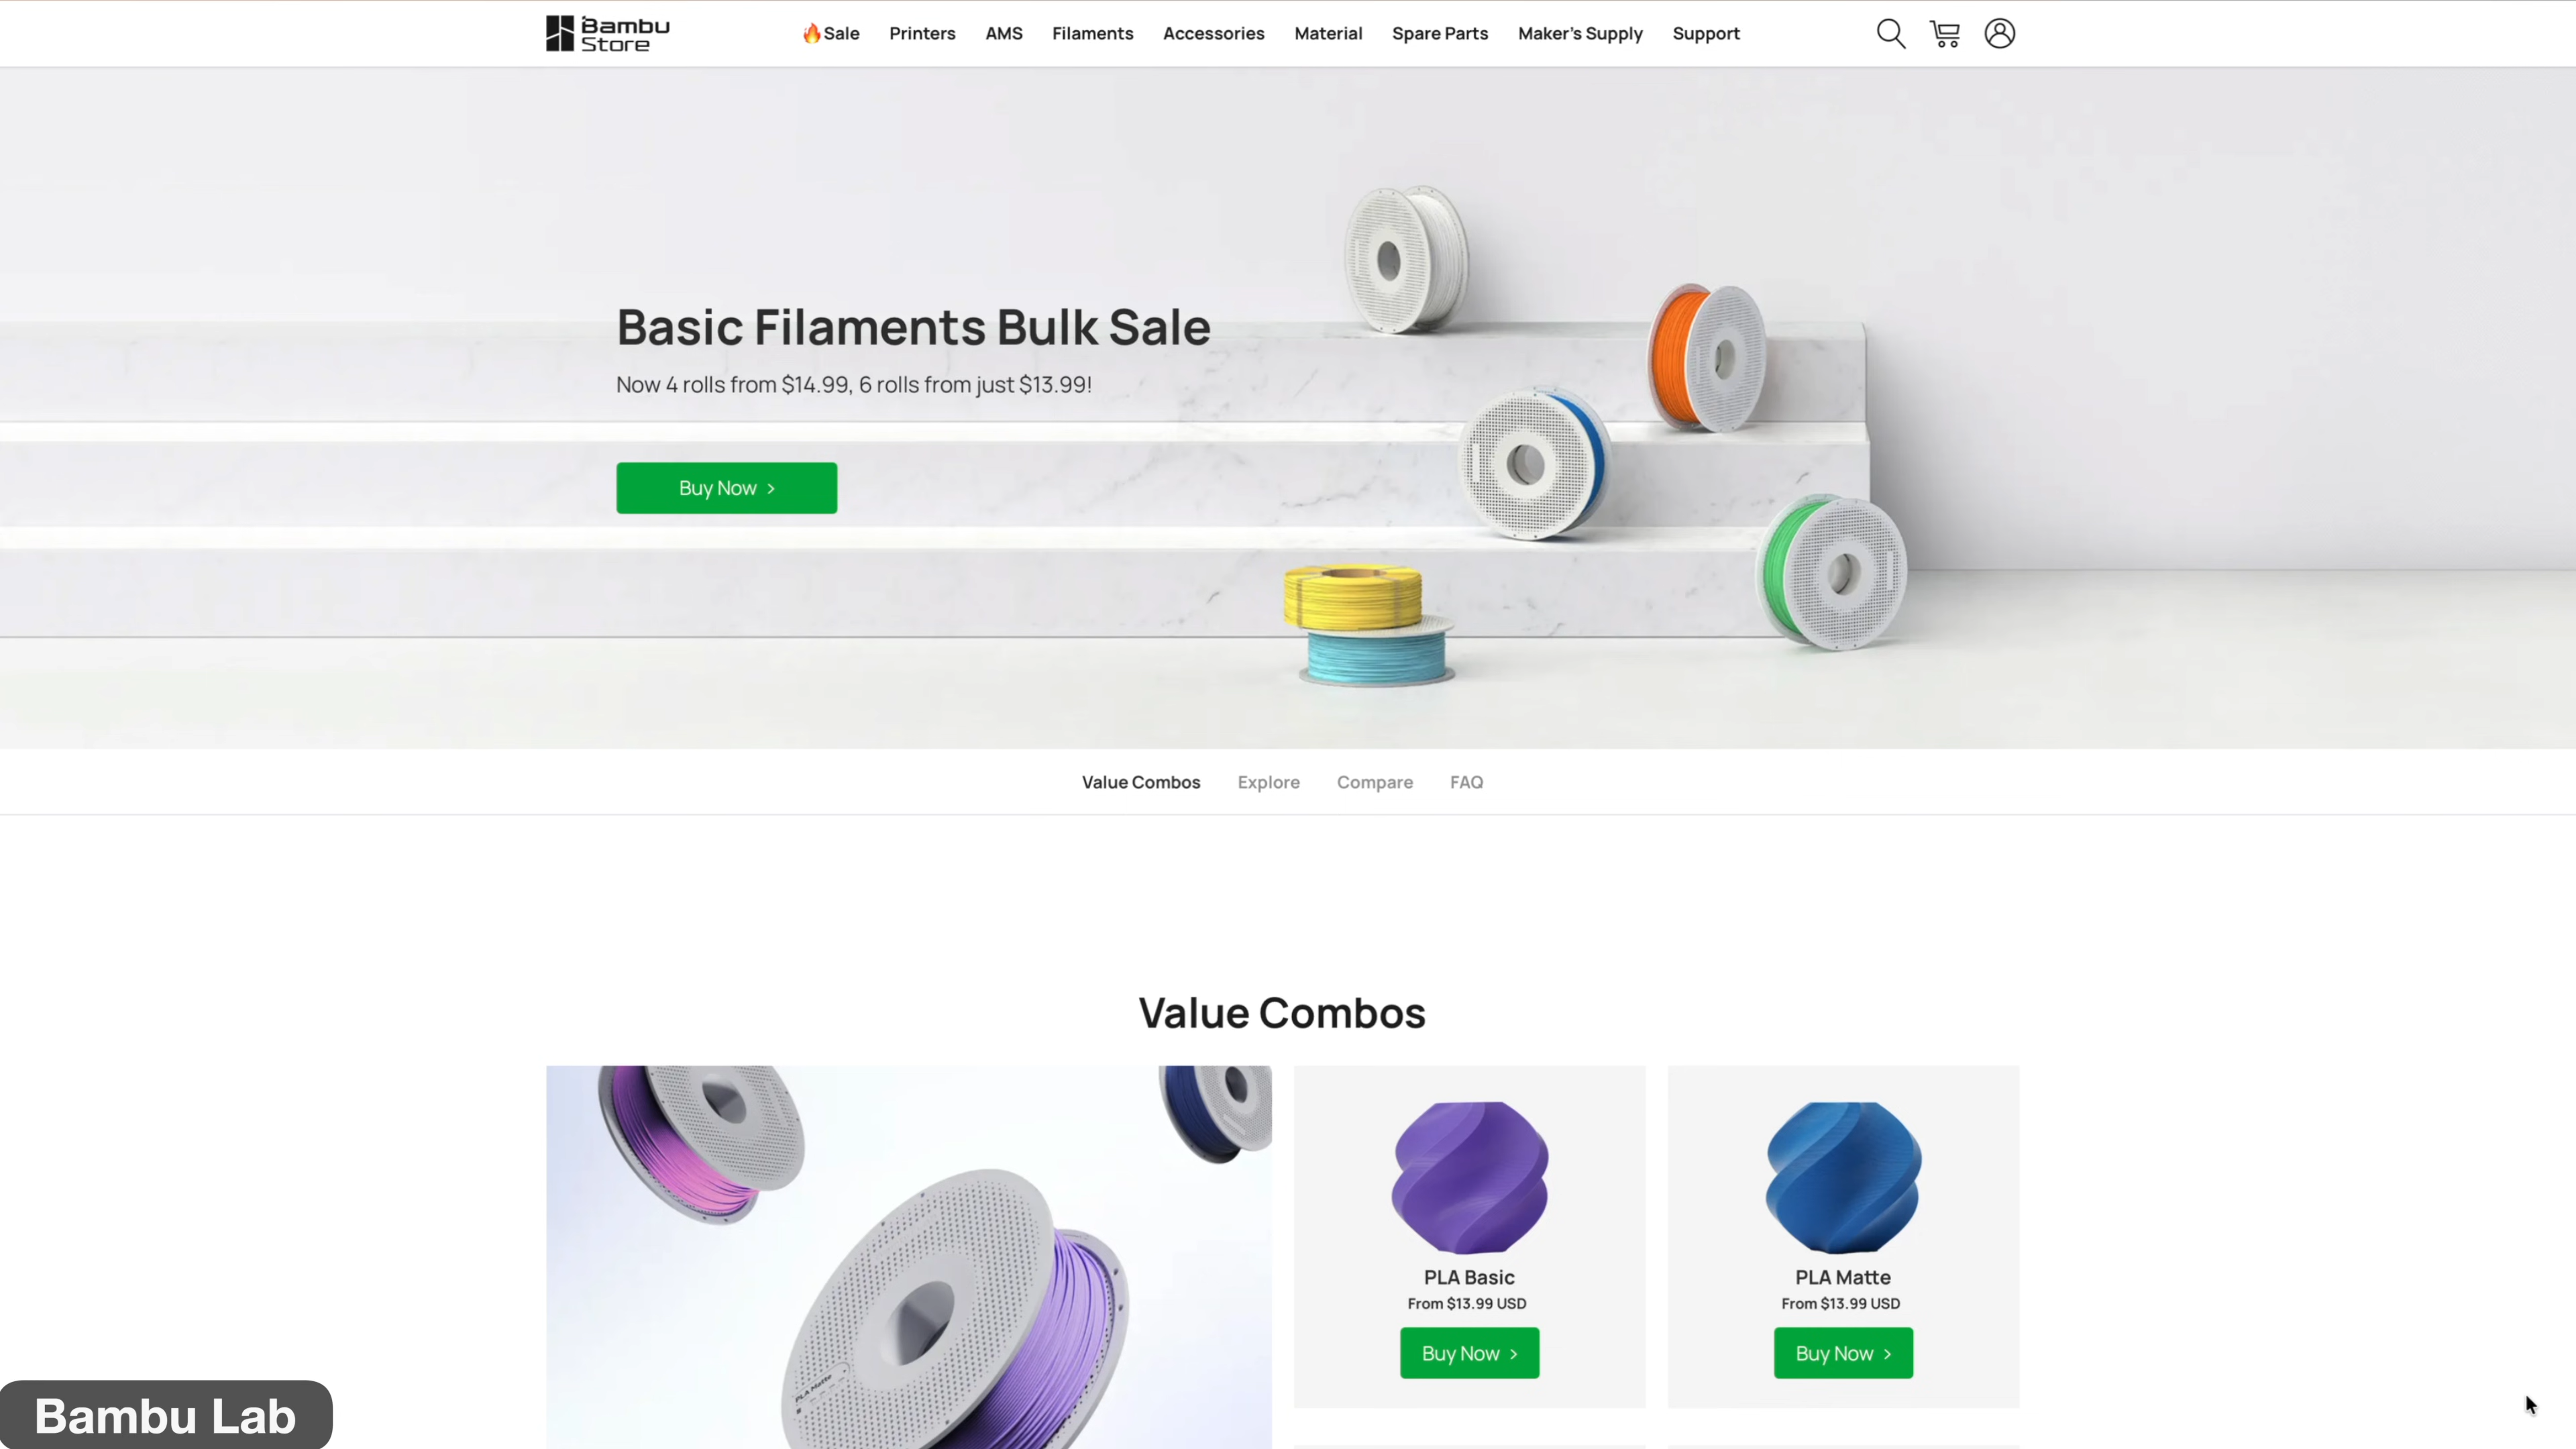 Bambu
Store
Sale
Printers
AMS
Filaments
Accessories
Material
Spare Parts
Maker's Supply
Support
Basic Filaments Bulk Sale
Now 4 rolls from $14.99, 6 rolls from just $13.99!
Buy Now >
Value Combos
Explore
Compare
FAQ
Value Combos
PLA Matte
PLA Basic
From $13.99 USD
Buy Now >
PLA Matte
From $13.99 USD
Buy Now >
Bambu Lab